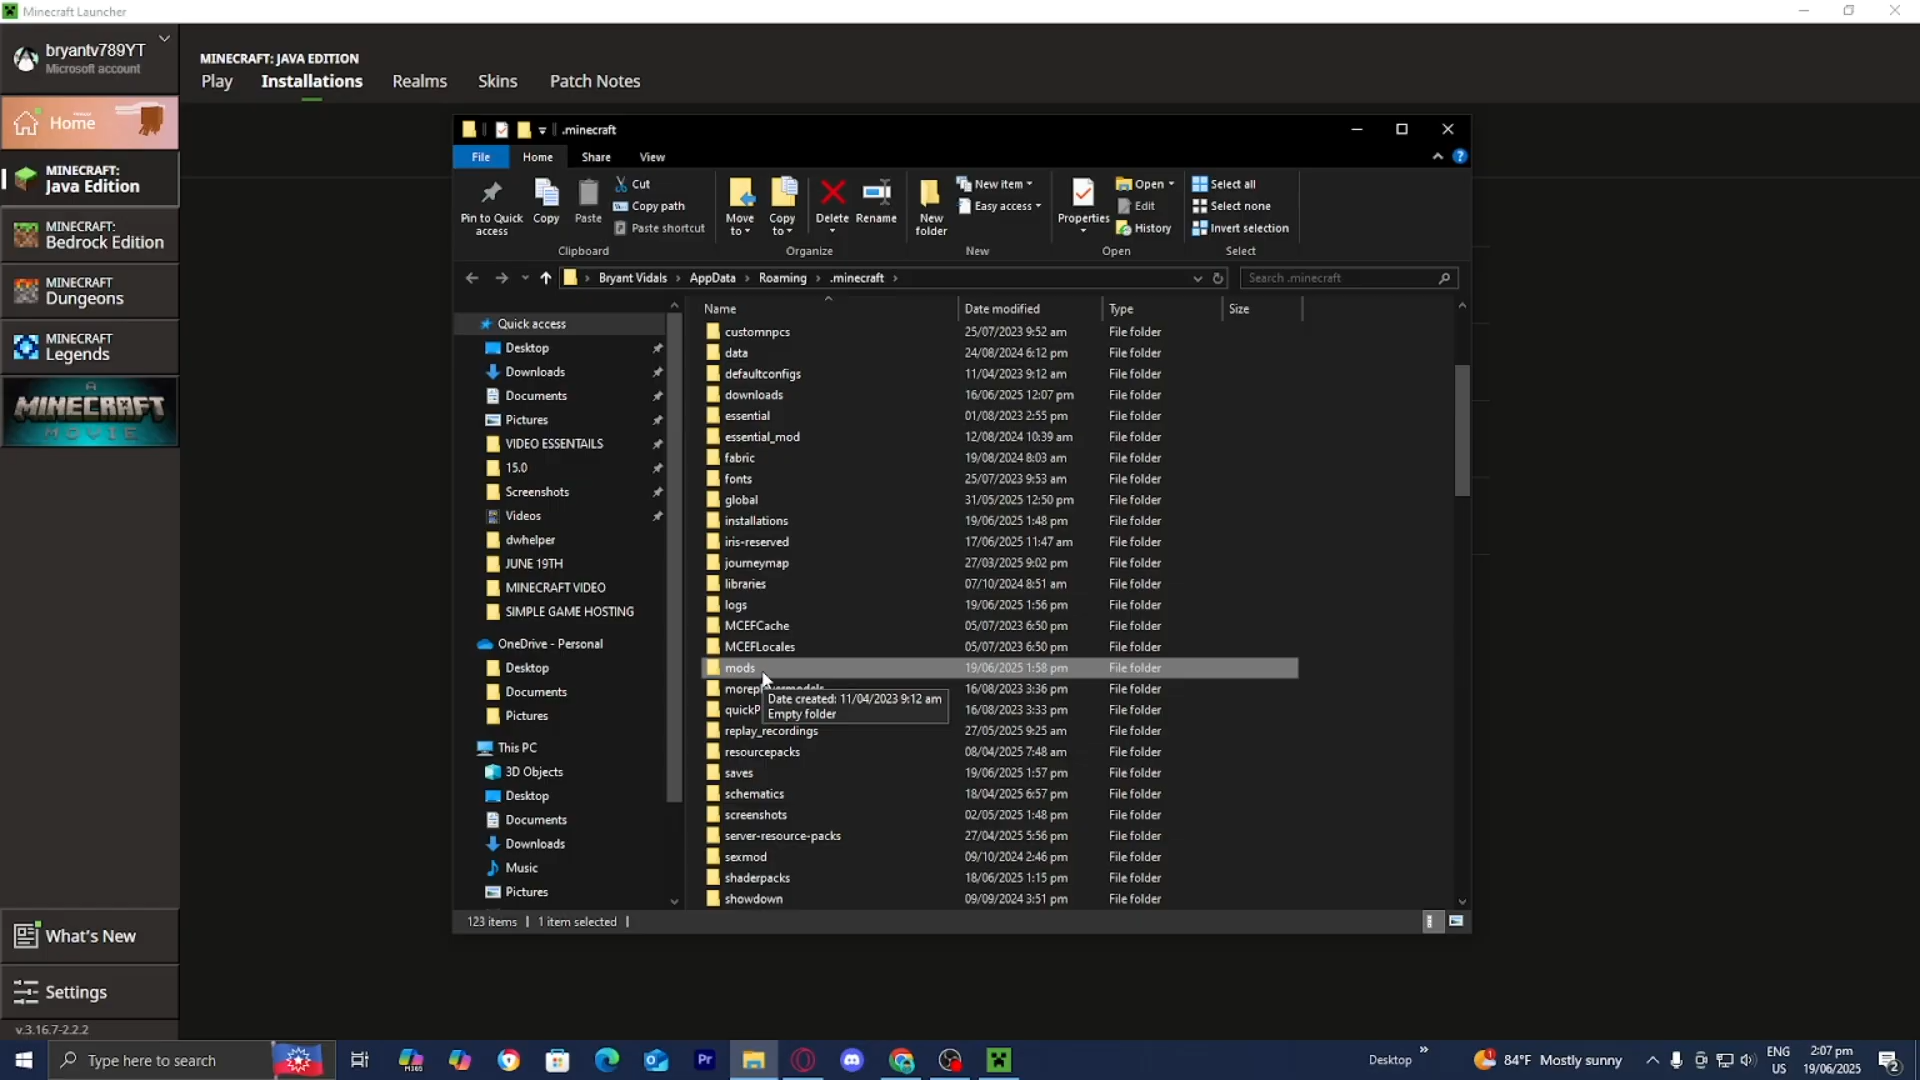 Minecraft Launcher
bryantv789YT
Microsoft account
MINECRAFT: JAVA EDITION
Play Installations Realms Skins Patch Notes
Home
MINECRAFT:
Java Edition
MINECRAFT:
Bedrock Edition
MINECRAFT
Dungeons
MINECRAFT
Legends
A
MINECRAFT
MOVIE
What's New
Settings
v.3.16.7-2.2.2
.minecraft
File Home Share View
Pin to Quick access
Copy
Paste
Cut
Copy path
Paste shortcut
Clipboard
Move to
Copy to
Delete
Rename
Organize
New folder
New item
Easy access
New
Properties
Open
Edit
History
Open
Select all
Select none
Invert selection
Select
Bryant Vidals > AppData > Roaming > .minecraft >
Search .minecraft
Quick access
Desktop
Downloads
Documents
Pictures
VIDEO ESSENTAILS
15.0
Screenshots
Videos
dwhelper
JUNE 19TH
MINECRAFT VIDEO
SIMPLE GAME HOSTING
OneDrive - Personal
Desktop
Documents
Pictures
This PC
3D Objects
Desktop
Documents
Downloads
Music
Pictures
Name Date modified Type Size
customnpcs 25/07/2023 9:52 am File folder
data 24/08/2024 6:12 pm File folder
defaultconfigs 11/04/2023 9:12 am File folder
downloads 16/06/2025 12:07 pm File folder
essential 01/08/2023 2:55 pm File folder
essential_mod 12/08/2024 10:39 am File folder
fabric 19/08/2024 8:03 am File folder
fonts 25/07/2023 9:53 am File folder
global 31/05/2025 12:50 pm File folder
installations 19/06/2025 1:48 pm File folder
iris-reserved 17/06/2025 11:47 am File folder
journeymap 27/03/2025 9:02 pm File folder
libraries 07/10/2024 8:51 am File folder
logs 19/06/2025 1:56 pm File folder
MCEFCache 05/07/2023 6:50 pm File folder
MCEFLocales 05/07/2023 6:50 pm File folder
mods 19/06/2025 1:58 pm File folder
16/08/2023 3:36 pm File folder
quickP 16/08/2023 3:33 pm File folder
Date created: 11/04/2023 9:12 am
Empty folder
replay_recordings 27/05/2025 9:25 am File folder
resourcepacks 08/04/2025 7:48 am File folder
saves 19/06/2025 1:57 pm File folder
schematics 18/04/2025 6:57 pm File folder
screenshots 02/05/2025 1:48 pm File folder
server-resource-packs 27/04/2025 5:56 pm File folder
sexmod 09/10/2024 2:46 pm File folder
shaderpacks 18/06/2025 1:15 pm File folder
showdown 09/09/2024 3:51 pm File folder
123 items | 1 item selected |
Type here to search
Pr
Desktop
84°F Mostly sunny
ENG
US
2:07 pm
19/06/2025
2